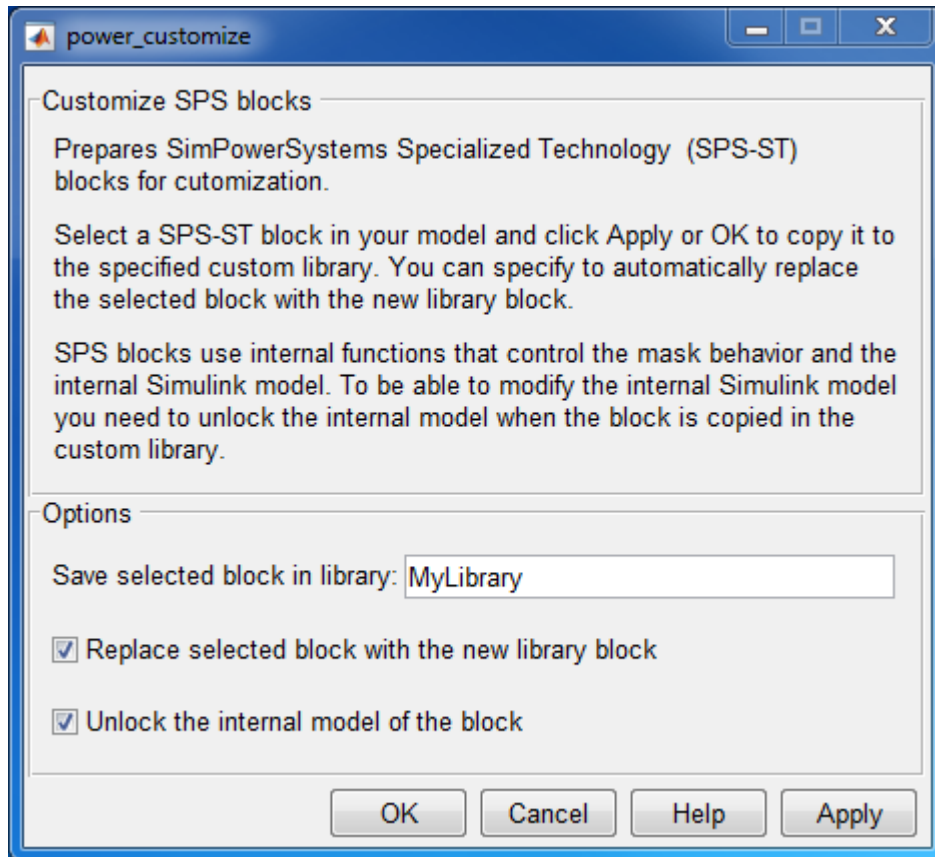 power_customize
Customize SPS blocks
Prepares SimPowerSystems Specialized Technology (SPS-ST)
blocks for cutomization.
Select a SPS-ST block in your model and click Apply or OK to copy it to
the specified custom library. You can specify to automatically replace
the selected block with the new library block.
SPS blocks use internal functions that control the mask behavior and the
internal Simulink model. To be able to modify the internal Simulink model
you need to unlock the internal model when the block is copied in the
custom library.
Options
Save selected block in library: MyLibrary
Replace selected block with the new library block
Unlock the internal model of the block
OK Cancel Help Apply